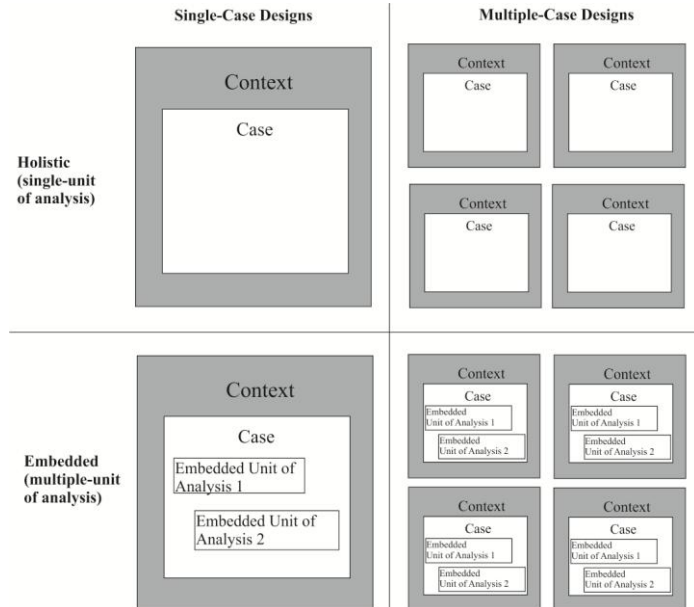 Single-Case Designs
Multiple-Case Designs
Holistic
(single-unit
of analysis)
Context
Case
Context
Case
Context
Case
Context
Case
Context
Case
Embedded
(multiple-unit
of analysis)
Context
Case
Embedded Unit of
Analysis 1
Embedded Unit of
Analysis 2
Context
Case
Embedded
Unit of Analysis 1
Embedded
Unit of Analysis 2
Context
Case
Embedded
Unit of Analysis 1
Embedded
Unit of Analysis 2
Context
Case
Embedded
Unit of Analysis 1
Embedded
Unit of Analysis 2
Context
Case
Embedded
Unit of Analysis 1
Embedded
Unit of Analysis 2